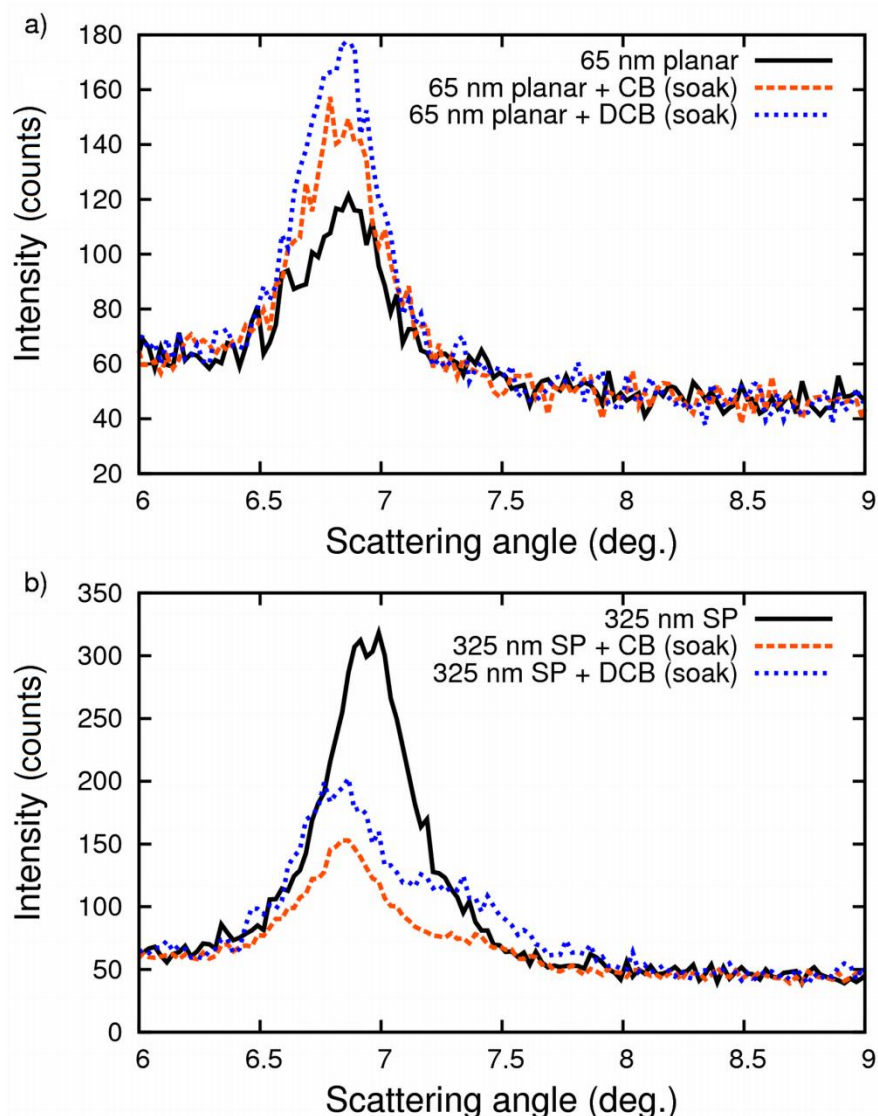 a)
180
160
140
120
100
80
60
40
20
Intensity (counts)
65 nm planar
65 nm planar + CB (soak)
65 nm planar + DCB (soak)
6 6.5 7 7.5 8 8.5 9
Scattering angle (deg.)
b)
350
300
250
200
150
100
50
0
Intensity (counts)
325 nm SP
325 nm SP + CB (soak)
325 nm SP + DCB (soak)
6 6.5 7 7.5 8 8.5 9
Scattering angle (deg.)